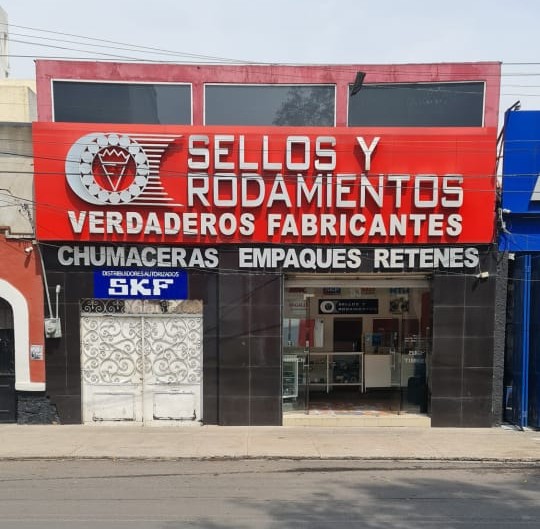 SELLOS Y
RODAMIENTOS
VERDADEROS FABRICANTES
CHUMACERAS EMPAQUES RETENES
DISTRIBUIDORES AUTORIZADOS
SKF
SELLOS Y
RODAMIENTOS